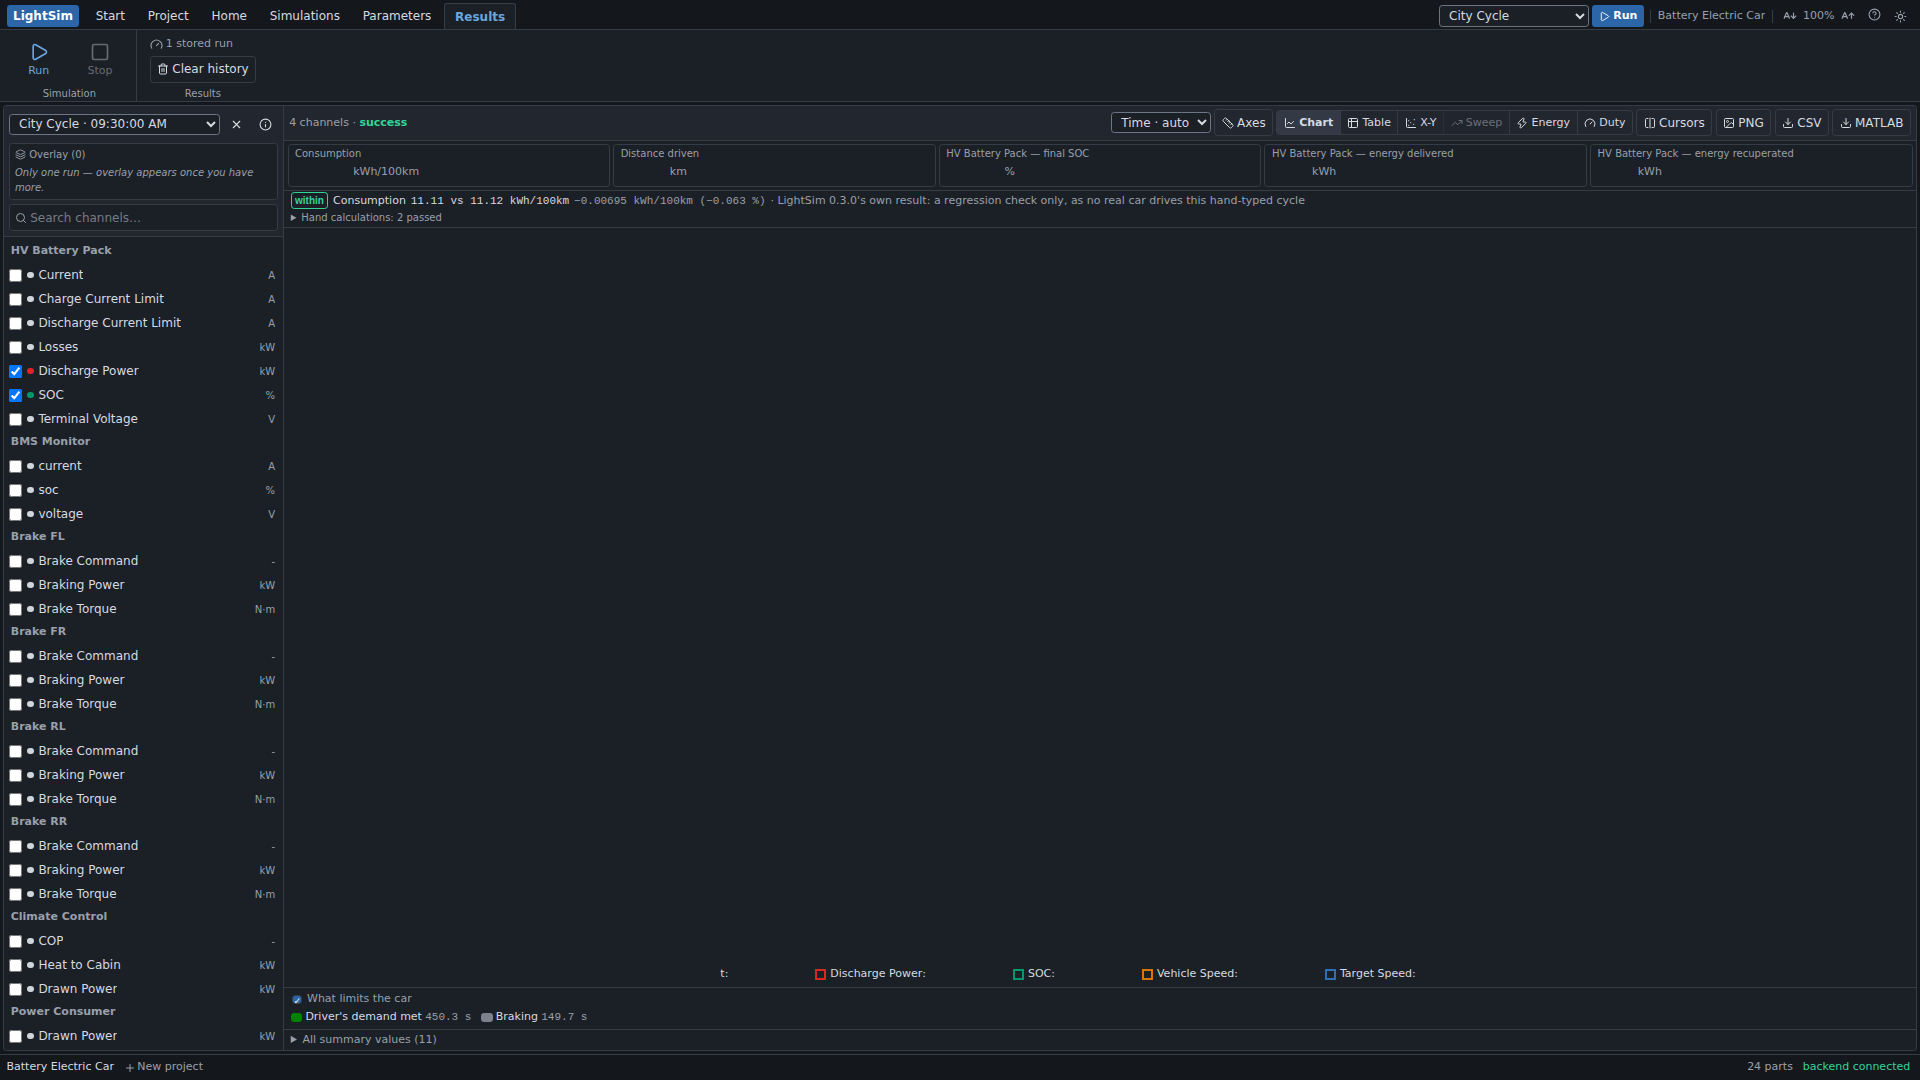 LightSim Start Project Home Simulations Parameters Results City Cycle Run Battery Electric Car 100%
1 stored run
Run Stop Clear history
Simulation Results
City Cycle · 09:30:00 AM
4 channels · success Time · auto Axes Chart Table X-Y Sweep Energy Duty Cursors PNG CSV MATLAB
Overlay (0)
Only one run — overlay appears once you have more.
Search channels...
Consumption
kWh/100km
Distance driven
km
HV Battery Pack — final SOC
%
HV Battery Pack — energy delivered
kWh
HV Battery Pack — energy recuperated
kWh
within Consumption 11.11 vs 11.12 kWh/100km −0.00695 kWh/100km (−0.063 %) · LightSim 0.3.0's own result: a regression check only, as no real car drives this hand-typed cycle
Hand calculations: 2 passed
HV Battery Pack
Current A
Charge Current Limit A
Discharge Current Limit A
Losses kW
Discharge Power kW
SOC %
Terminal Voltage V
BMS Monitor
current A
soc %
voltage V
Brake FL
Brake Command -
Braking Power kW
Brake Torque N·m
Brake FR
Brake Command -
Braking Power kW
Brake Torque N·m
Brake RL
Brake Command -
Braking Power kW
Brake Torque N·m
Brake RR
Brake Command -
Braking Power kW
Brake Torque N·m
Climate Control
COP -
Heat to Cabin kW
Drawn Power kW
Power Consumer
Drawn Power kW
t: Discharge Power: SOC: Vehicle Speed: Target Speed:
What limits the car
Driver's demand met 450.3 s Braking 149.7 s
All summary values (11)
Battery Electric Car + New project 24 parts backend connected